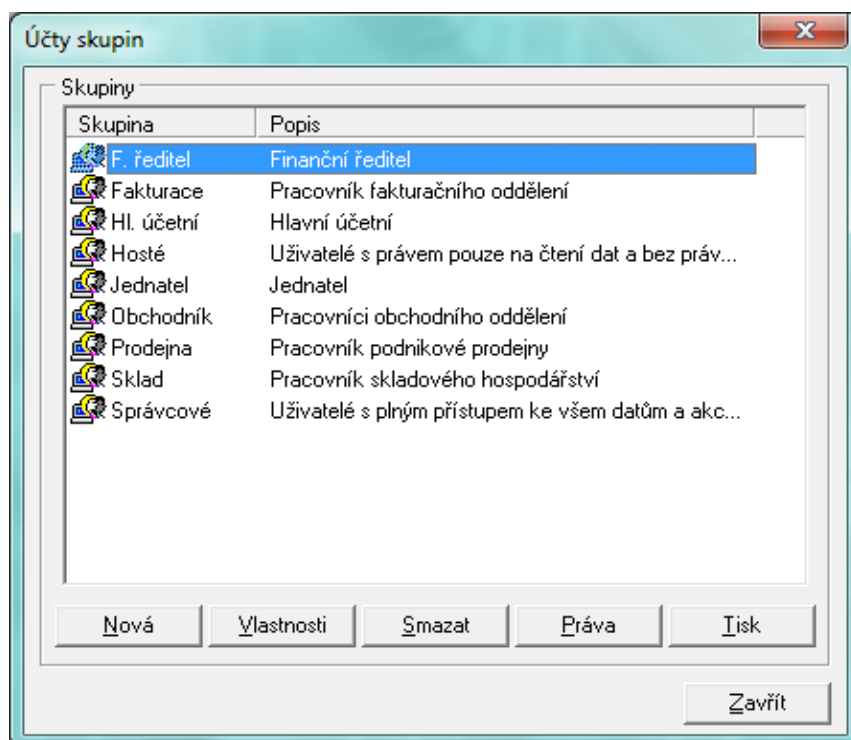 Účty skupin
Skupiny
Skupina Popis
F. ředitel Finanční ředitel
Fakturace Pracovník fakturačního oddělení
Hl. účetní Hlavní účetní
Hosté Uživatelé s právem pouze na čtení dat a bez práv...
Jednatel Jednatel
Obchodník Pracovníci obchodního oddělení
Prodejna Pracovník podnikové prodejny
Sklad Pracovník skladového hospodářství
Správcové Uživatelé s plným přístupem ke všem datům a akc...
Nová Vlastnosti Smazat Práva Tisk
Zavřít